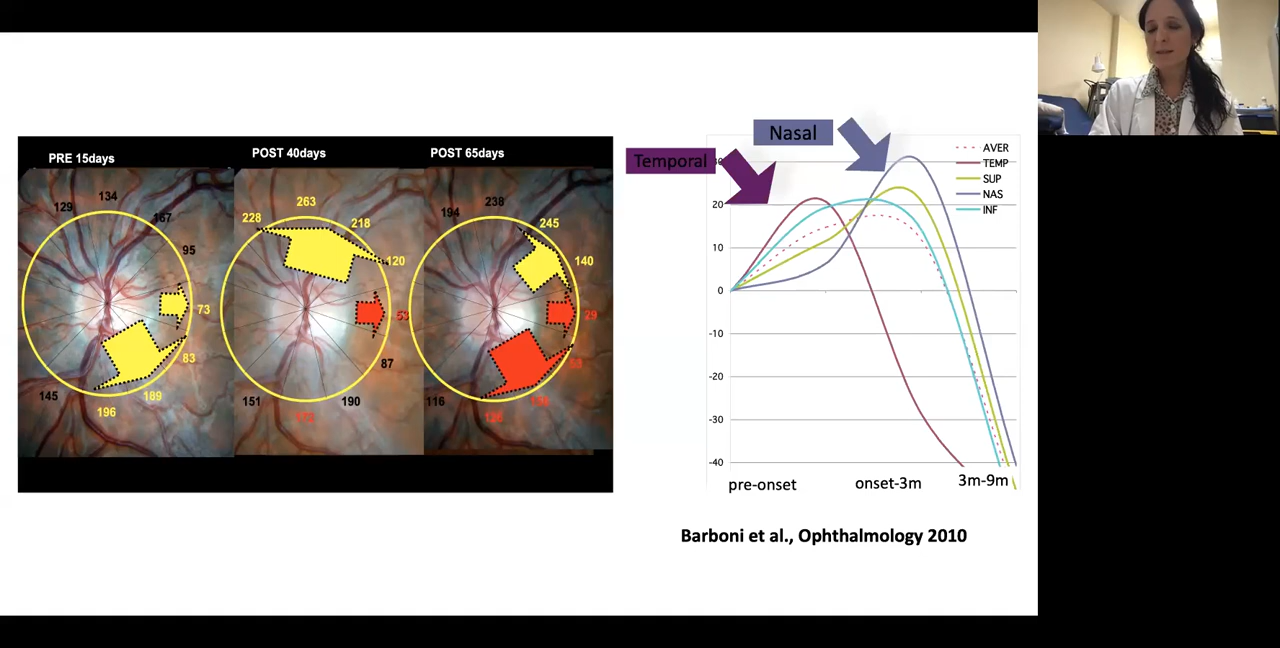 PRE 15days
POST 40days
POST 65days
134
129
167
95
73
83
189
196
145
263
228
218
120
53
87
190
173
151
238
194
245
140
29
116
Temporal
Nasal
AVER
TEMP
SUP
NAS
INF
20
10
0
-10
-20
-30
-40
pre-onset
onset-3m
3m-9m
Barboni et al., Ophthalmology 2010